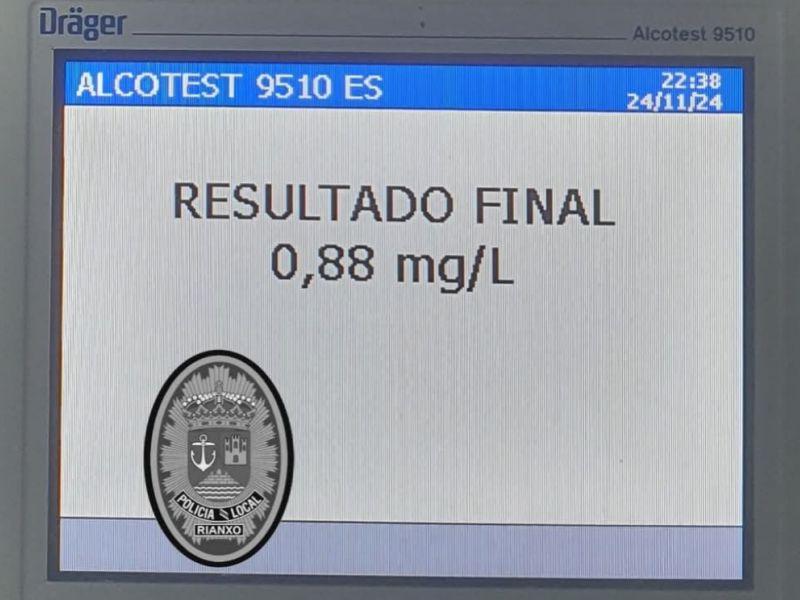 Dräger
Alcotest 9510
ALCOTEST 9510 ES
22:38
24/11/24
RESULTADO FINAL
0,88 mg/L
POLICIA LOCAL
RIANXO